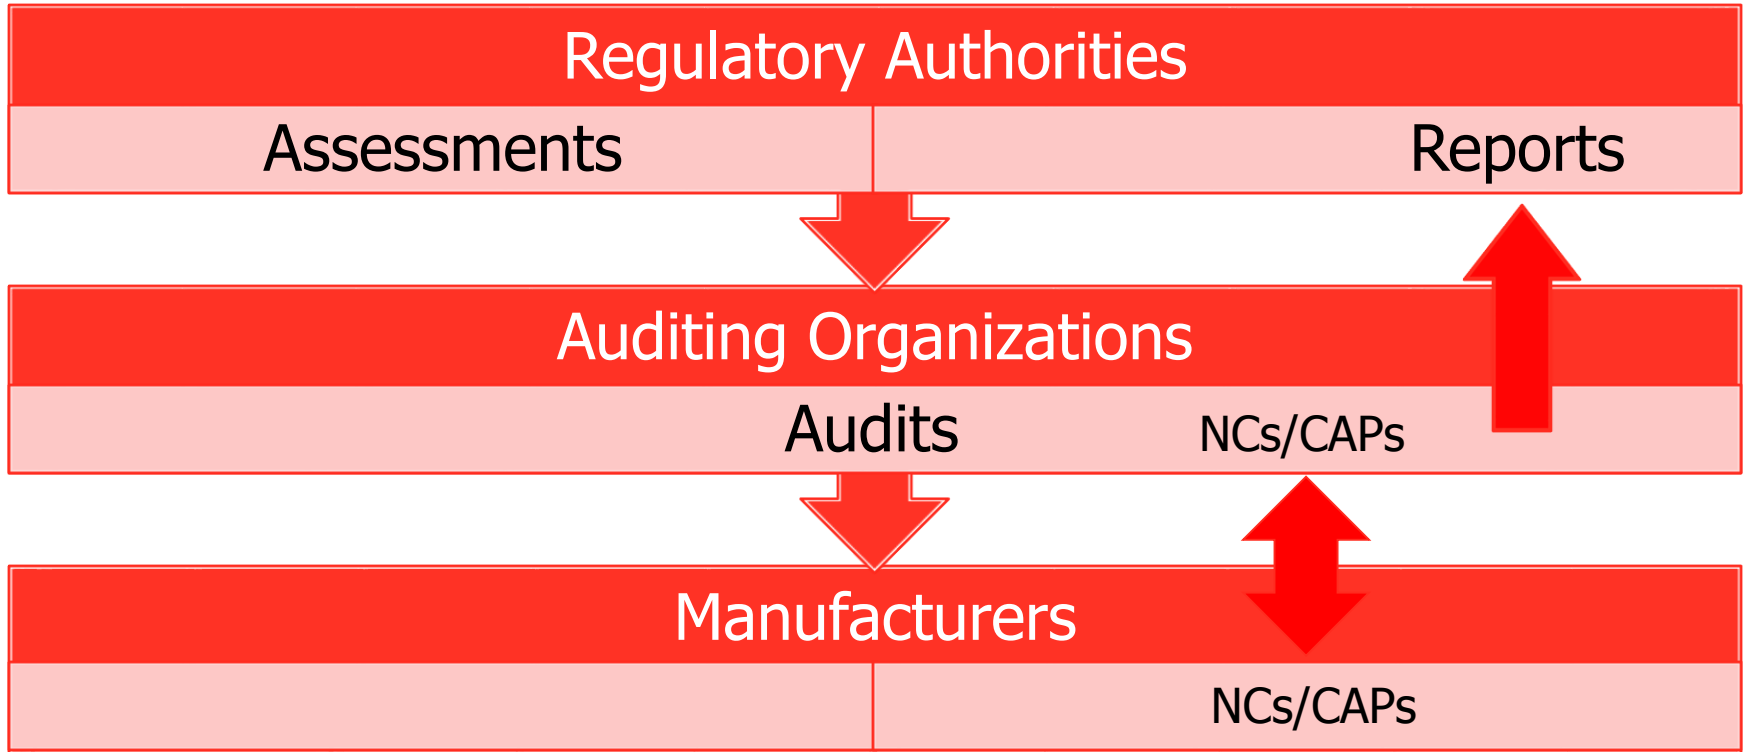 Regulatory Authorities
Assessments
Reports
Auditing Organizations
Audits
NCs/CAPs
Manufacturers
NCs/CAPs